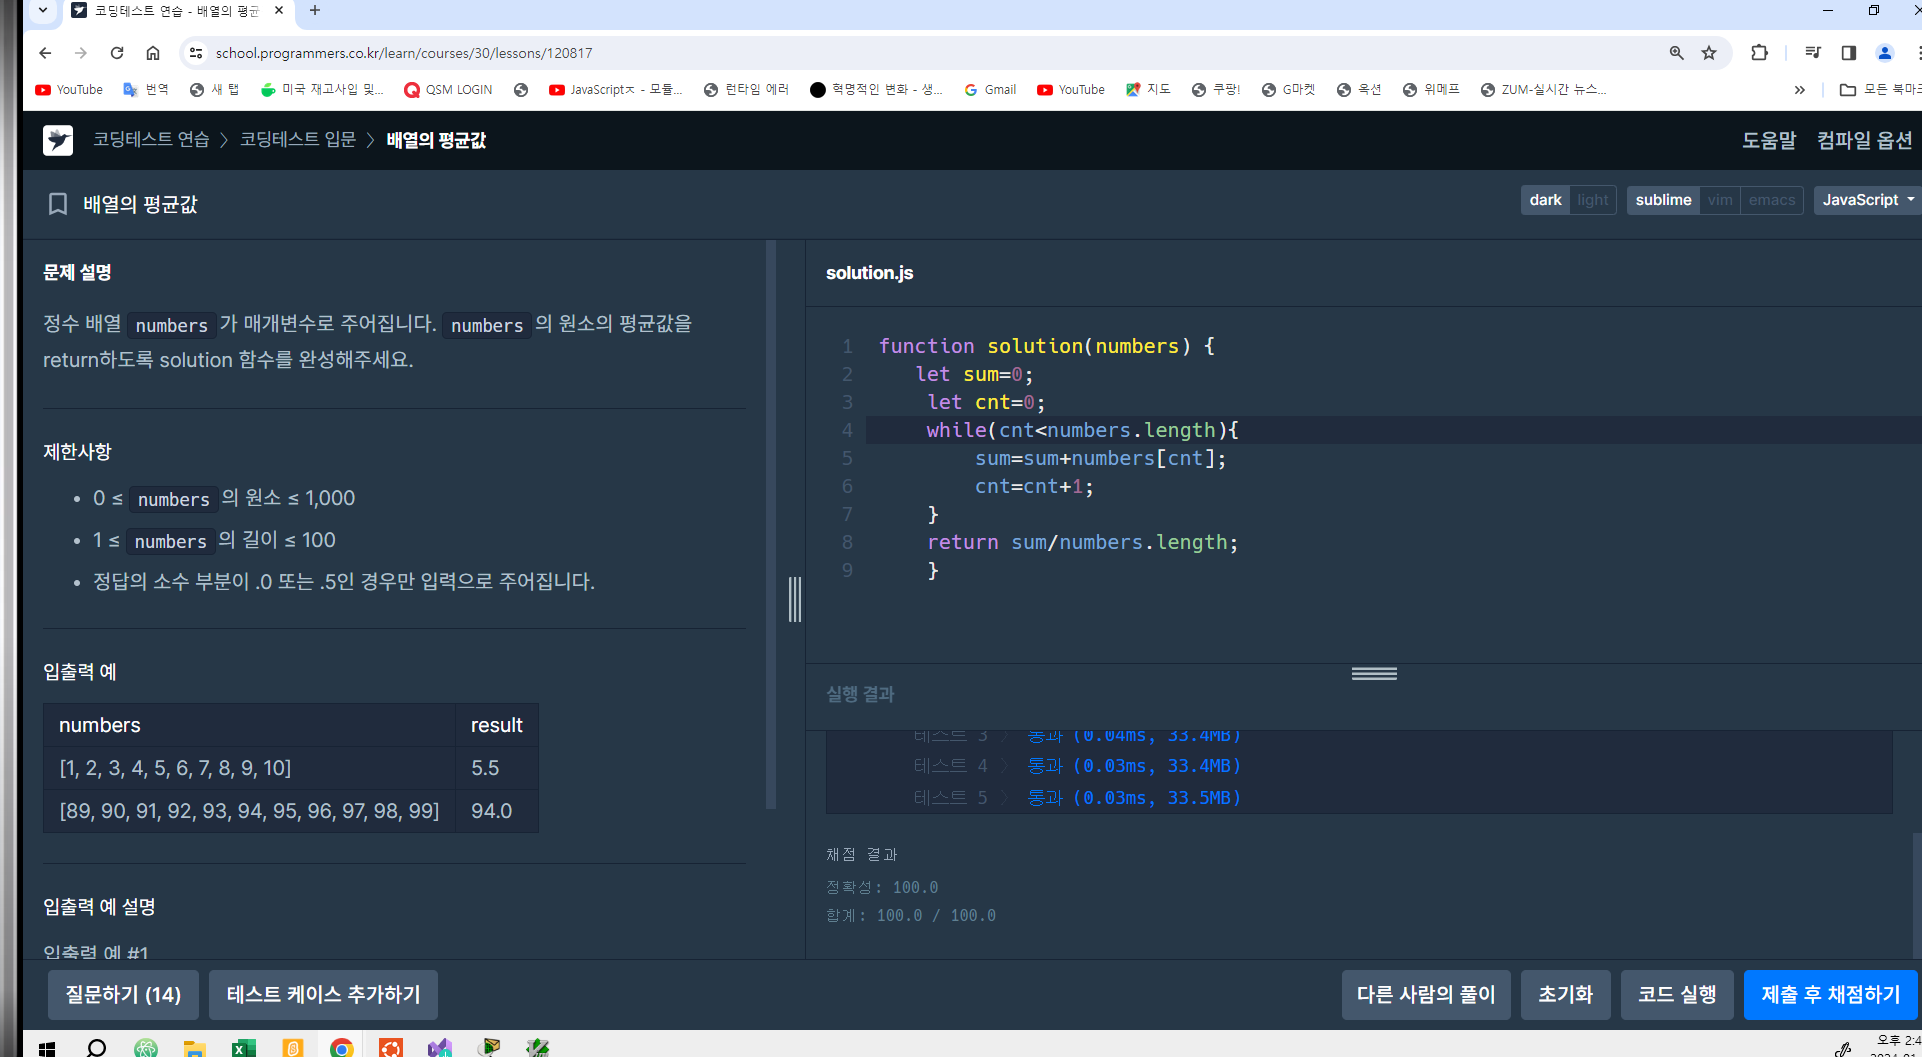 코딩테스트 연습 - 배열의 평균
school.programmers.co.kr/learn/courses/30/lessons/120817
YouTube 번역 새 탭 미국 재고사입 및... QSM LOGIN JavaScriptㅈ - 모듈... 런타임 에러 혁명적인 변화 - 생... Gmail YouTube 지도 쿠팡! G마켓 옥션 위메프 ZUM-실시간 뉴스... » 모든 북마크
코딩테스트 연습 > 코딩테스트 입문 > 배열의 평균값
도움말 컴파일 옵션
배열의 평균값
dark light sublime vim emacs JavaScript
문제 설명
정수 배열 numbers 가 매개변수로 주어집니다. numbers 의 원소의 평균값을
return하도록 solution 함수를 완성해주세요.
제한사항
• 0 ≤ numbers 의 원소 ≤ 1,000
• 1 ≤ numbers 의 길이 ≤ 100
• 정답의 소수 부분이 .0 또는 .5인 경우만 입력으로 주어집니다.
입출력 예
numbers result
[1, 2, 3, 4, 5, 6, 7, 8, 9, 10] 5.5
[89, 90, 91, 92, 93, 94, 95, 96, 97, 98, 99] 94.0
입출력 예 설명
입출력 예 #1
solution.js
1 function solution(numbers) {
2 let sum=0;
3 let cnt=0;
4 while(cnt<numbers.length){
5 sum=sum+numbers[cnt];
6 cnt=cnt+1;
7 }
8 return sum/numbers.length;
9 }
실행 결과
테스트 3 > 통과 (0.04ms, 33.4MB)
테스트 4 > 통과 (0.03ms, 33.4MB)
테스트 5 > 통과 (0.03ms, 33.5MB)
채점 결과
정확성: 100.0
합계: 100.0 / 100.0
질문하기 (14) 테스트 케이스 추가하기 다른 사람의 풀이 초기화 코드 실행 제출 후 채점하기
오후 2:4